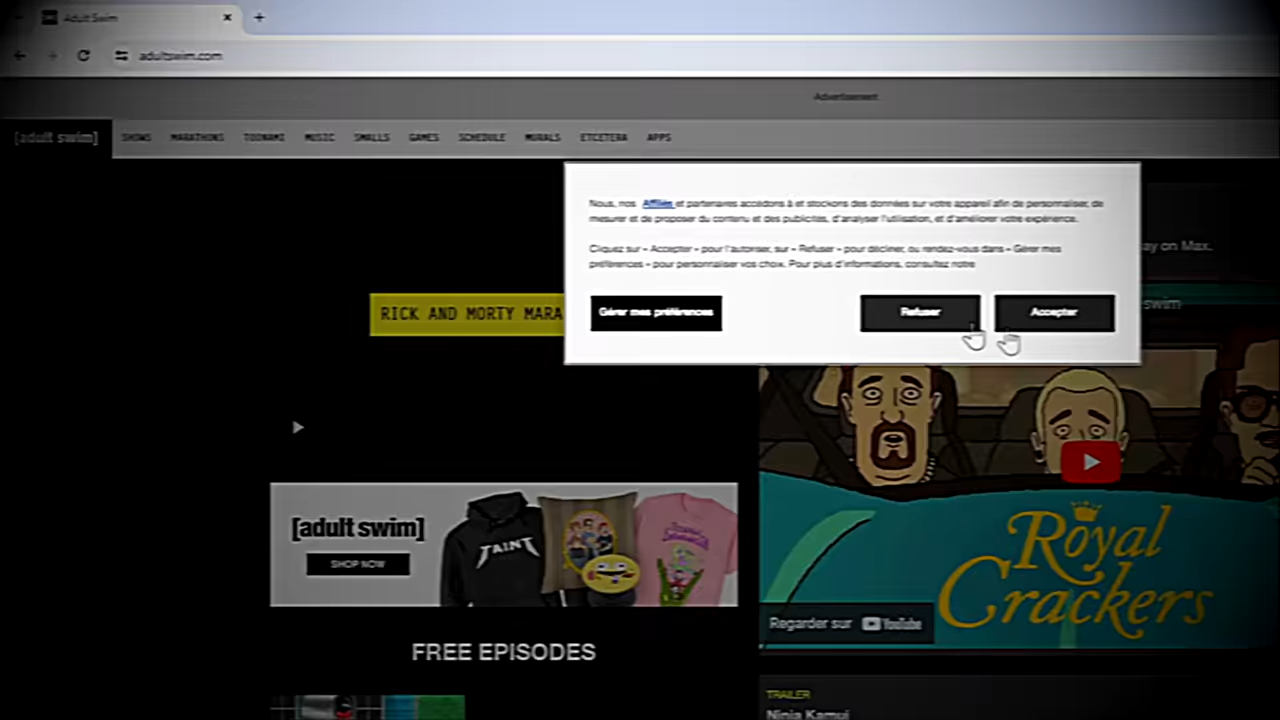 Adult Swim
adultswim.com
Advertisement
[adult swim]
SHOWS MARATHONS TOONAMI MUSIC SMALLS GAMES SCHEDULE MURALS ETCETERA APPS
Nous, nos Affiliés et partenaires accédons à et stockons des données sur votre appareil afin de personnaliser, de
mesurer et de proposer du contenu et des publicités, d'analyser l'utilisation, et d'améliorer votre expérience.
Cliquez sur « Accepter » pour l'autoriser, sur « Refuser » pour décliner, ou rendez-vous dans « Gérer mes
préférences » pour personnaliser vos choix. Pour plus d'informations, consultez notre
Gérer mes préférences
Refuser
Accepter
ay on Max.
swim
RICK AND MORTY MARA
[adult swim]
SHOP NOW
TAINT
Royal
Crackers
Regarder sur YouTube
FREE EPISODES
TRAILER
Ninja Kamui